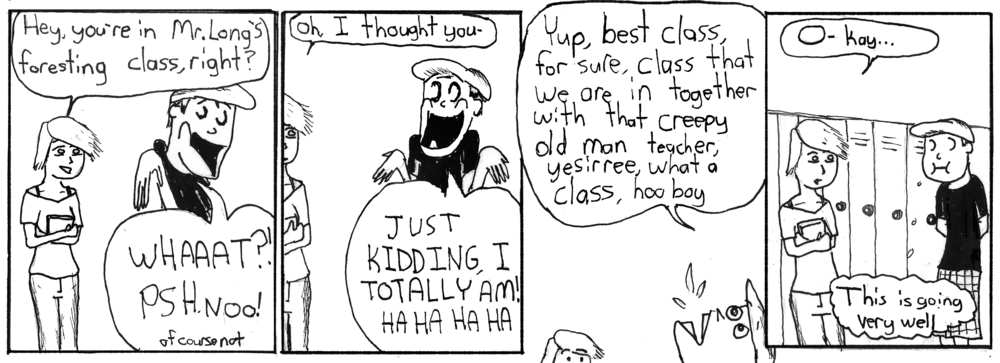 Hey, you're in Mr. Long's
foresting class, right?
WHAAAT?!
PSH. Noo!
of course not
Oh, I thought you-
JUST
KIDDING, I
TOTALLY AM!
HA HA HA HA
Yup, best class,
for sure, class that
we are in together
with that creepy
old man teacher,
yesirree, what a
class, hoo boy
O-kay...
This is going
very well